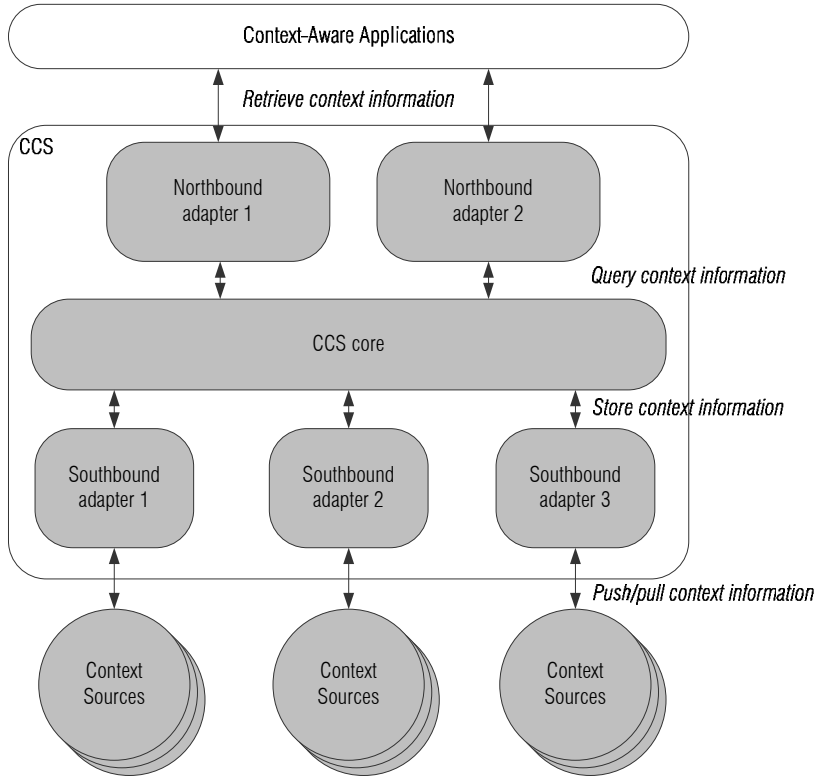 Context-Aware Applications
Retrieve context information
CCS
Northbound
adapter 1
Northbound
adapter 2
Query context information
CCS core
Store context information
Southbound
adapter 1
Southbound
adapter 2
Southbound
adapter 3
Push/pull context information
Context
Sources
Context
Sources
Context
Sources